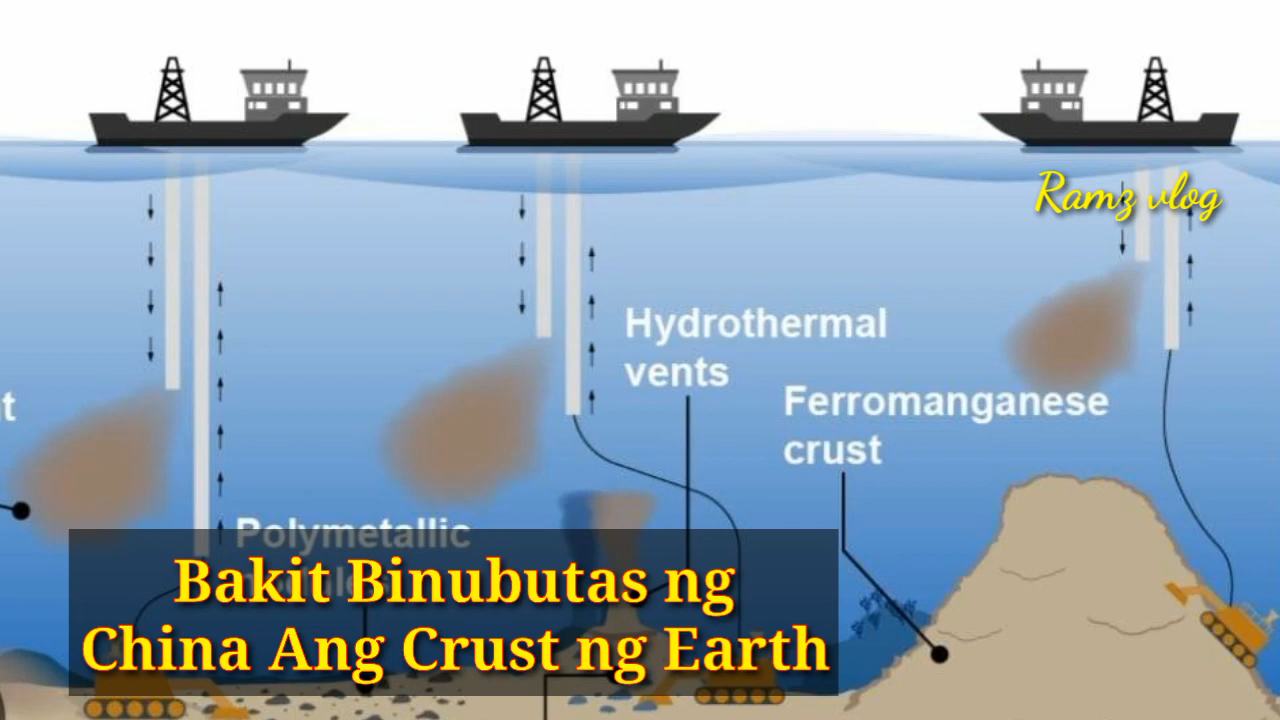 Ramz vlog
Hydrothermal
vents
Ferromanganese
crust
Polymetallic
Bakit Binubutas ng
China Ang Crust ng Earth